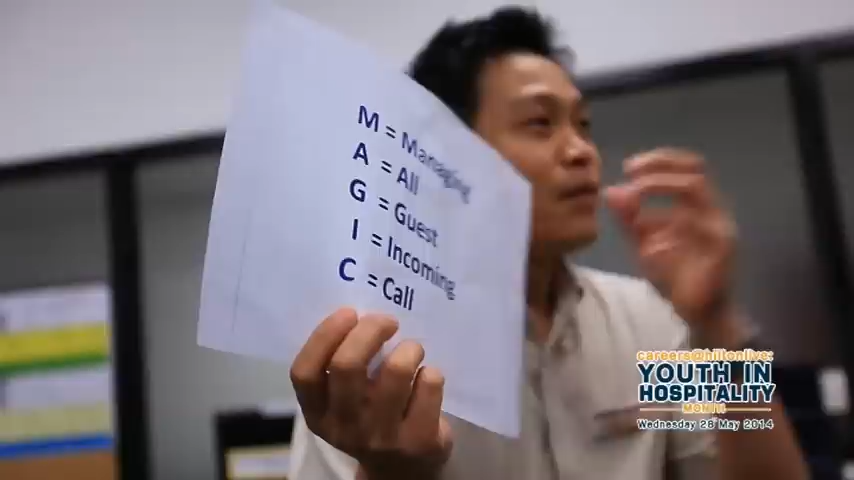 M = Managing
A = All
G = Guest
I = Incoming
C = Call
careers@hiltonlive:
YOUTH IN
HOSPITALITY
MONTH
Wednesday 28 May 2014